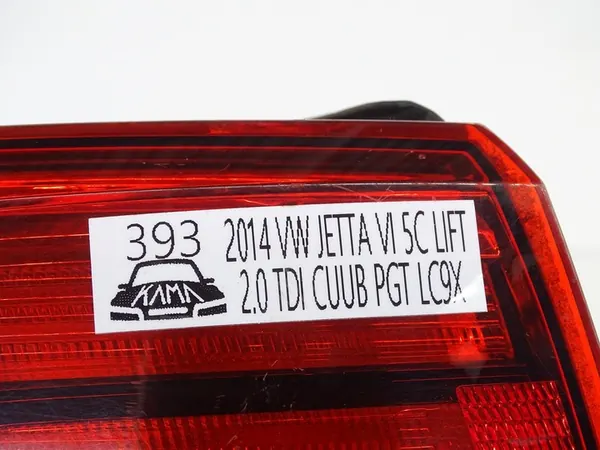 393
KAMA
2014 VW JETTA VI 5C LIFT
2.0 TDI CUUB PGT LC9X